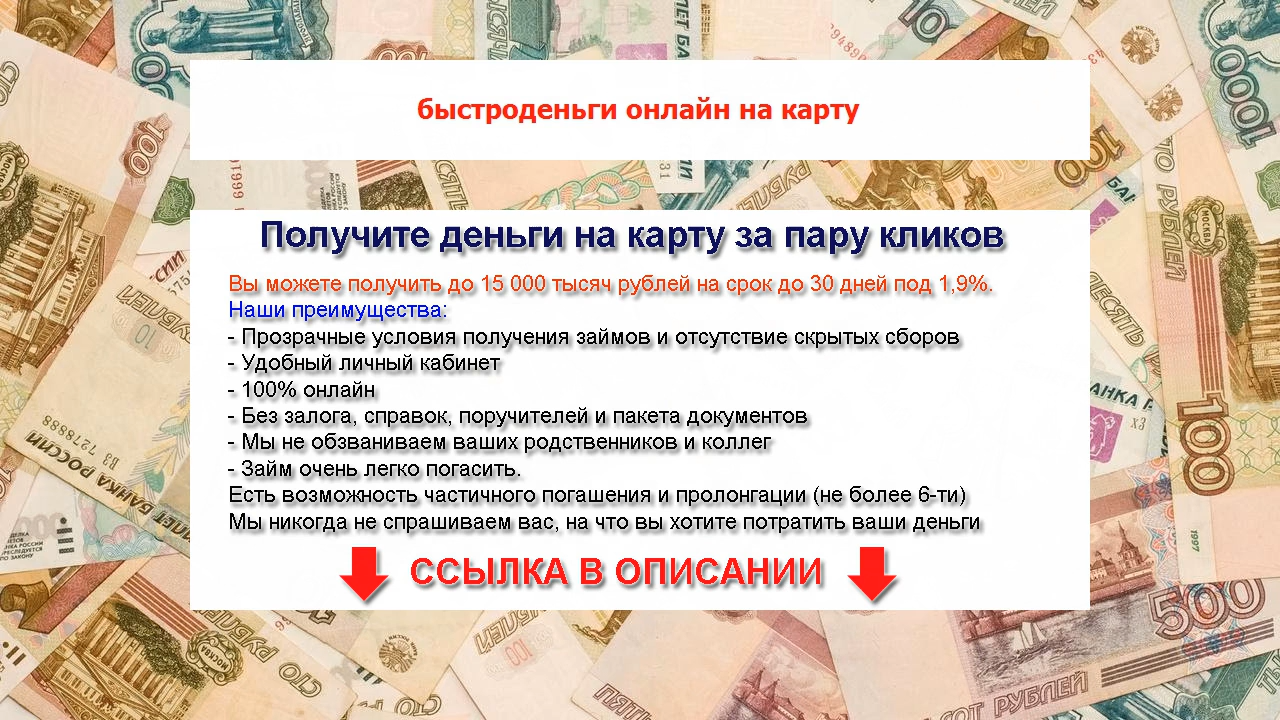 быстроденьги онлайн на карту
Получите деньги на карту за пару кликов
Вы можете получить до 15 000 тысяч рублей на срок до 30 дней под 1,9%.
Наши преимущества:
- Прозрачные условия получения займов и отсутствие скрытых сборов
- Удобный личный кабинет
- 100% онлайн
- Без залога, справок, поручителей и пакета документов
- Мы не обзваниваем ваших родственников и коллег
- Займ очень легко погасить.
Есть возможность частичного погашения и пролонгации (не более 6-ти)
Мы никогда не спрашиваем вас, на что вы хотите потратить ваши деньги
ССЫЛКА В ОПИСАНИИ